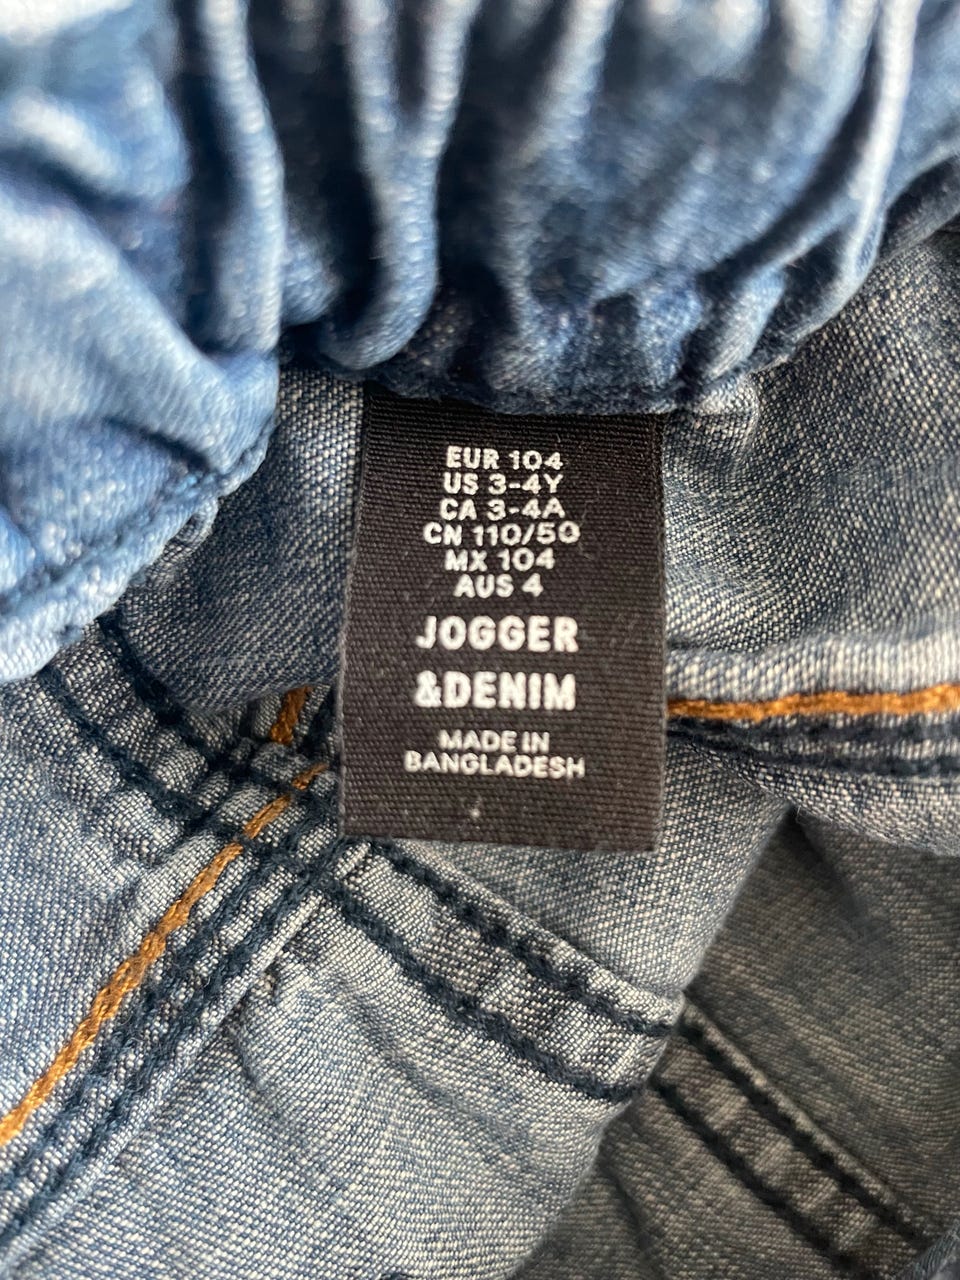 EUR 104
US 3-4Y
CA 3-4A
CN 110/50
MX 104
AUS 4
JOGGER
&DENIM
MADE IN
BANGLADESH